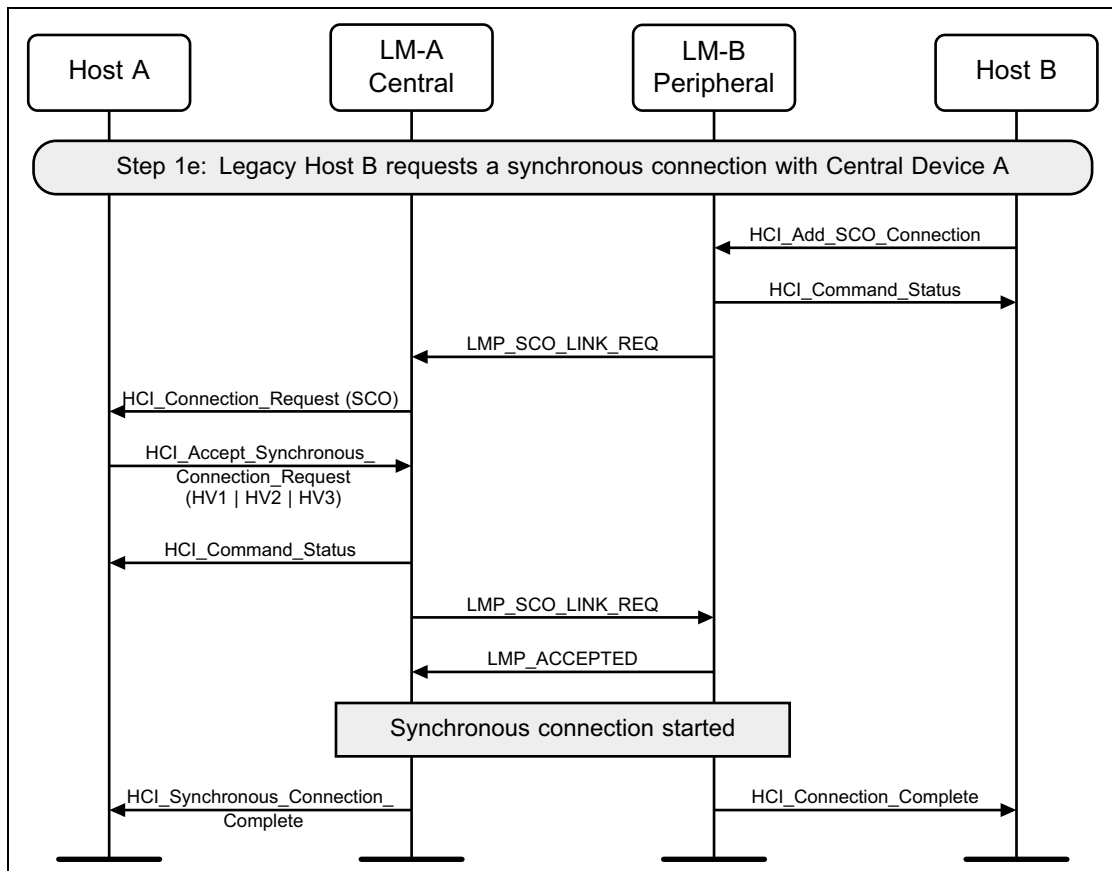 Host A
LM-A
Central
LM-B
Peripheral
Host B
Step 1e: Legacy Host B requests a synchronous connection with Central Device A
HCI_Add_SCO_Connection
HCI_Command_Status
LMP_SCO_LINK_REQ
HCI_Connection_Request (SCO)
HCI_Accept_Synchronous_
Connection_Request
(HV1 | HV2 | HV3)
HCI_Command_Status
LMP_SCO_LINK_REQ
LMP_ACCEPTED
Synchronous connection started
HCI_Synchronous_Connection_
Complete
HCI_Connection_Complete